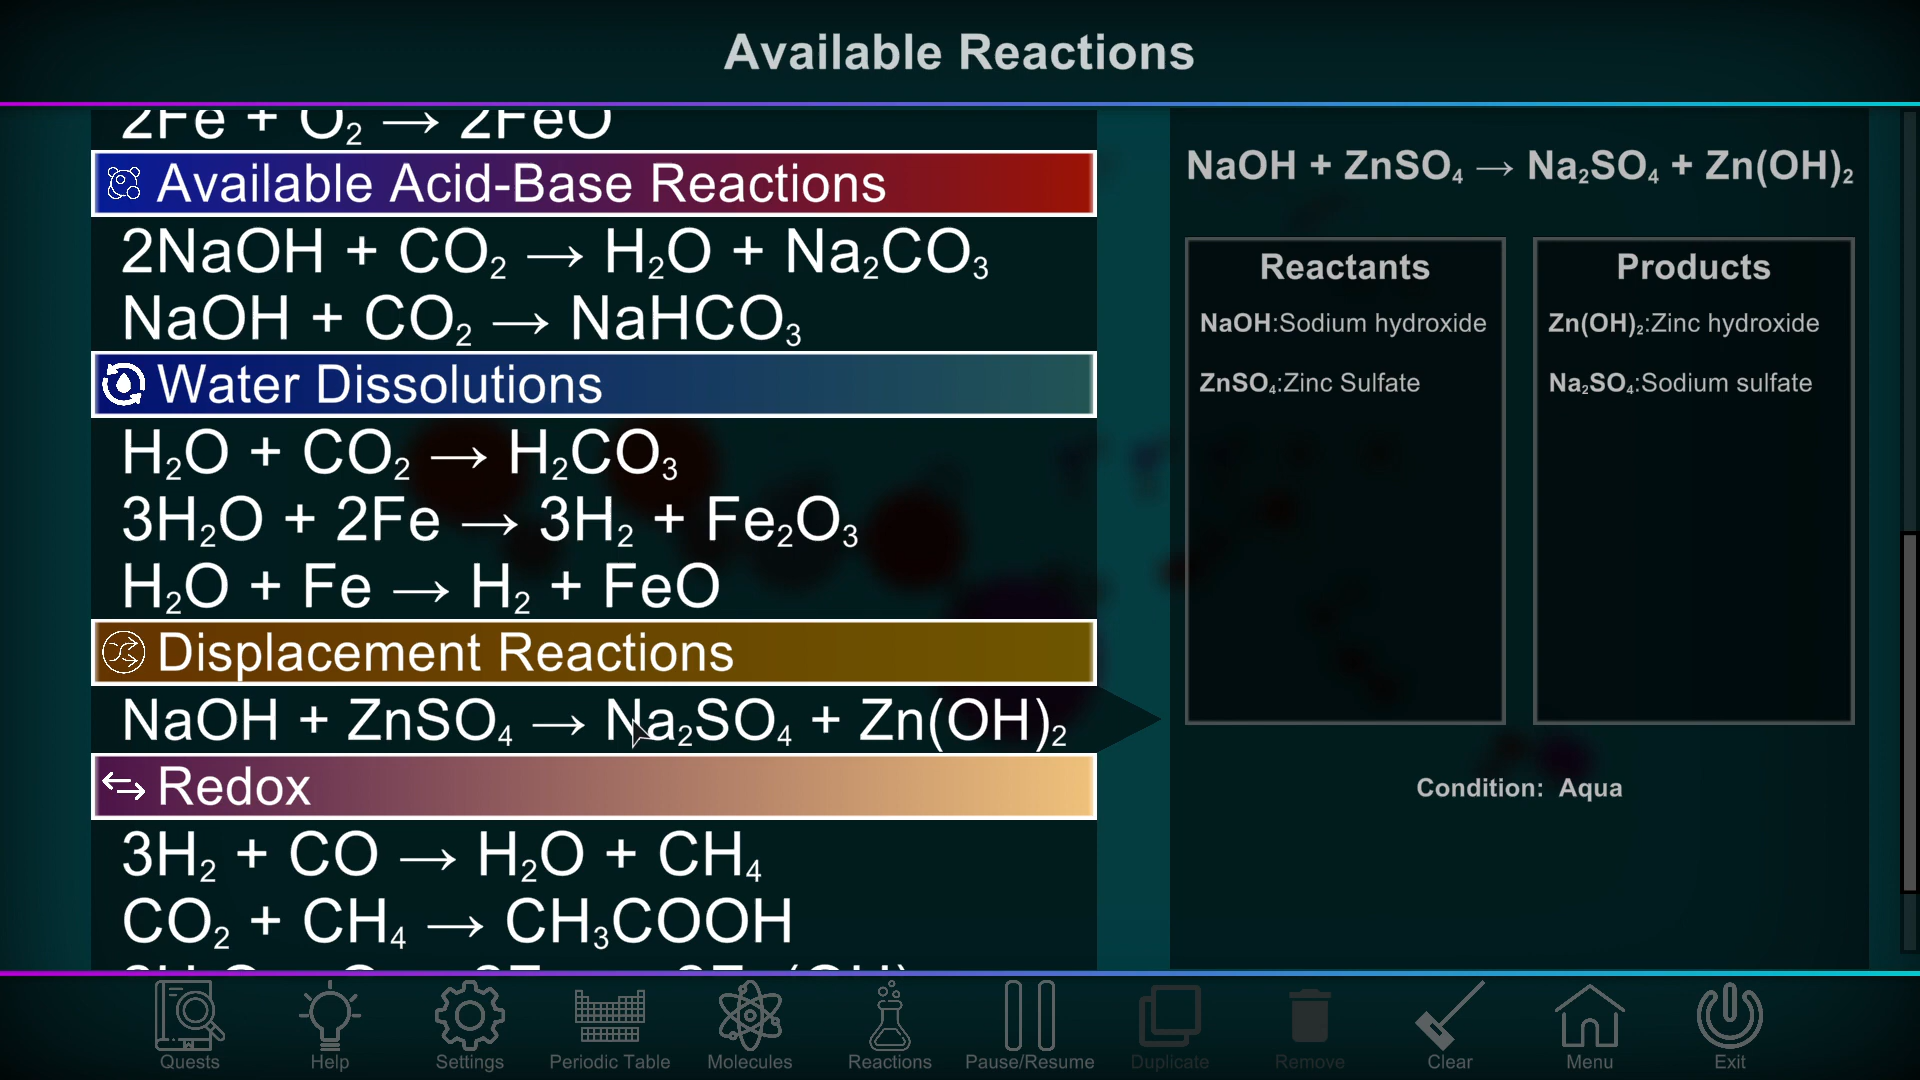 Available Reactions
2Fe + O₂ → 2FeO
Available Acid-Base Reactions
2NaOH + CO₂ → H₂O + Na₂CO₃
NaOH + CO₂ → NaHCO₃
Water Dissolutions
H₂O + CO₂ → H₂CO₃
3H₂O + 2Fe → 3H₂ + Fe₂O₃
H₂O + Fe → H₂ + FeO
Displacement Reactions
NaOH + ZnSO₄ → Na₂SO₄ + Zn(OH)₂
Redox
3H₂ + CO → H₂O + CH₄
CO₂ + CH₄ → CH₃COOH
NaOH + ZnSO₄ → Na₂SO₄ + Zn(OH)₂
Reactants
NaOH:Sodium hydroxide
ZnSO₄:Zinc Sulfate
Products
Zn(OH)₂:Zinc hydroxide
Na₂SO₄:Sodium sulfate
Condition: Aqua
Quests
Help
Settings
Periodic Table
Molecules
Reactions
Pause/Resume
Duplicate
Remove
Clear
Menu
Exit